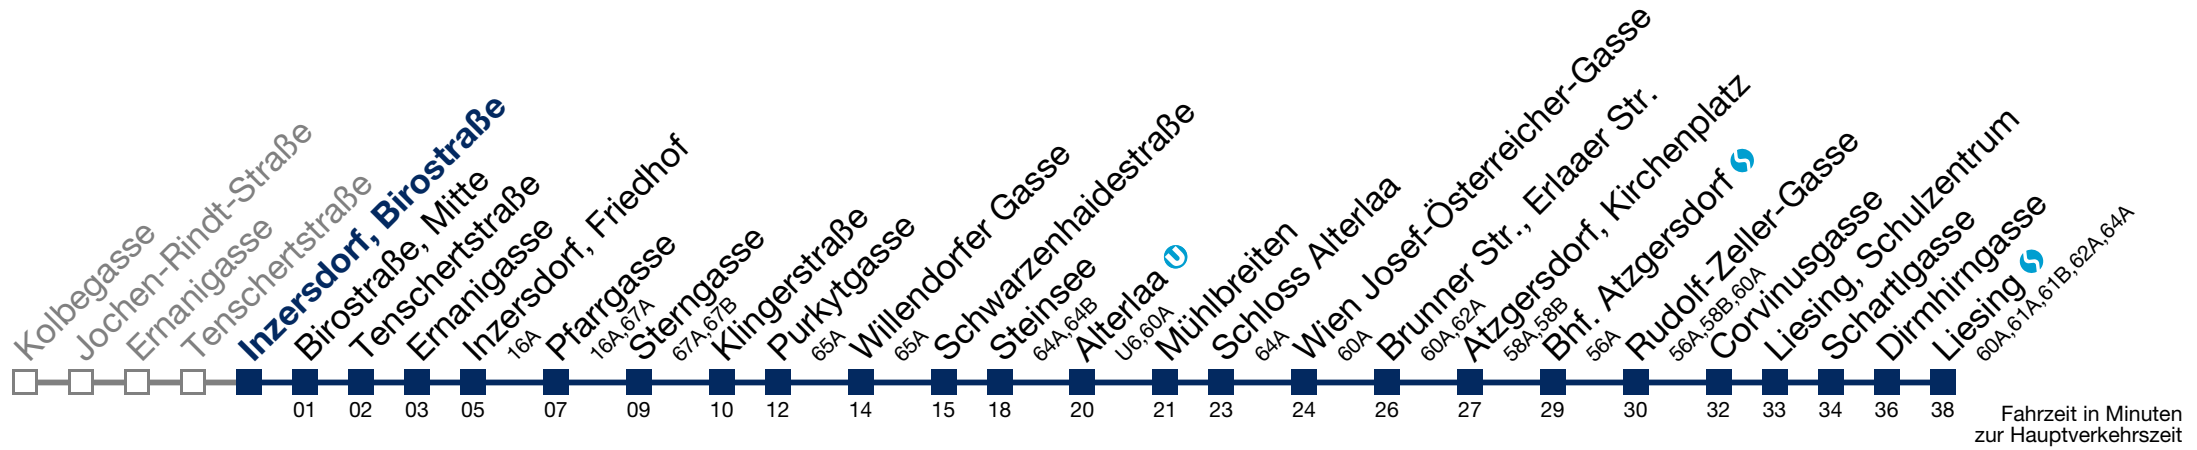 Kolbegasse
Jochen-Rindt-Straße
Ernanigasse
Tenschertstraße
Inzersdorf, Birostraße
Birostraße, Mitte
01
Tenschertstraße
02
Ernanigasse
03
Inzersdorf, Friedhof
16A
05
Pfarrgasse
16A,67A
07
Sterngasse
67A,67B
09
Klingerstraße
10
Purkytgasse
65A
12
Willendorfer Gasse
65A
14
Schwarzenhaidestraße
15
Steinsee
64A,64B
18
Alterlaa U
U6,60A
20
Mühlbreiten
21
Schloss Alterlaa
64A
23
Wien Josef-Österreicher-Gasse
60A
24
Brunner Str., Erlaaer Str.
60A,62A
26
Atzgersdorf, Kirchenplatz
58A,58B
27
Bhf. Atzgersdorf S
56A
29
Rudolf-Zeller-Gasse
56A,58B,60A
30
Corvinusgasse
32
Liesing, Schulzentrum
33
Schartlgasse
34
Dirmhirngasse
36
Liesing S
60A,61A,61B,62A,64A
38
Fahrzeit in Minuten
zur Hauptverkehrszeit